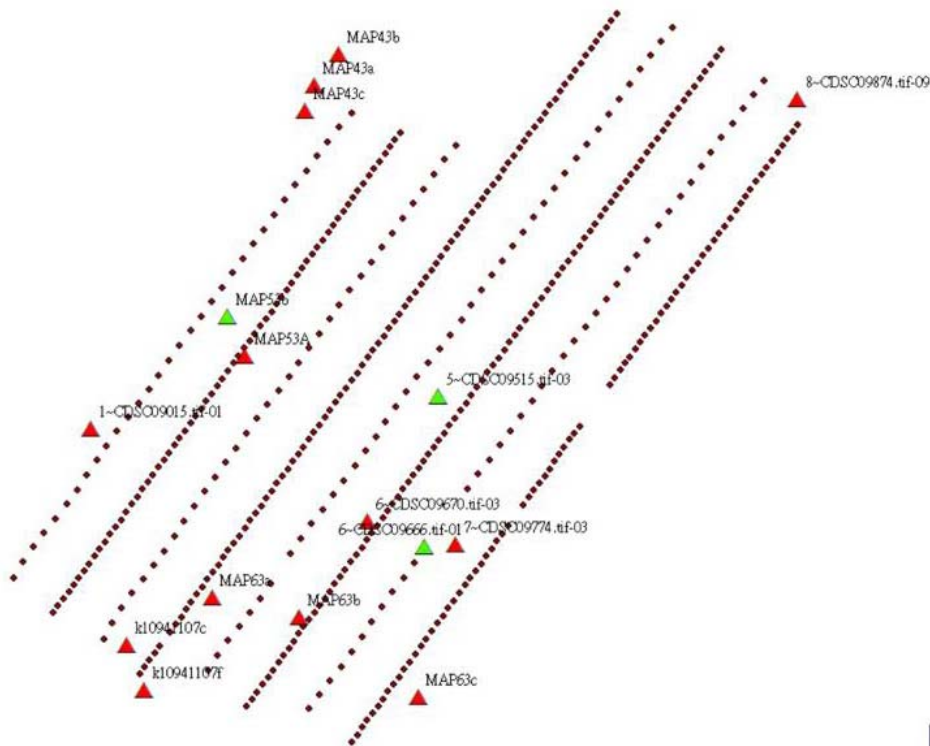 MAP43b
MAP43a
8~CDSC09874.tif-09
MAP43c
MAP53b
MAP53A
5~CDSC09515.tif-03
1~CDSC09015.tif-01
6~CDSC09670.tif-03
6~CDSC09666.tif-01
7~CDSC09774.tif-03
MAP63a
MAP63b
k10941107c
k10941107f
MAP63c